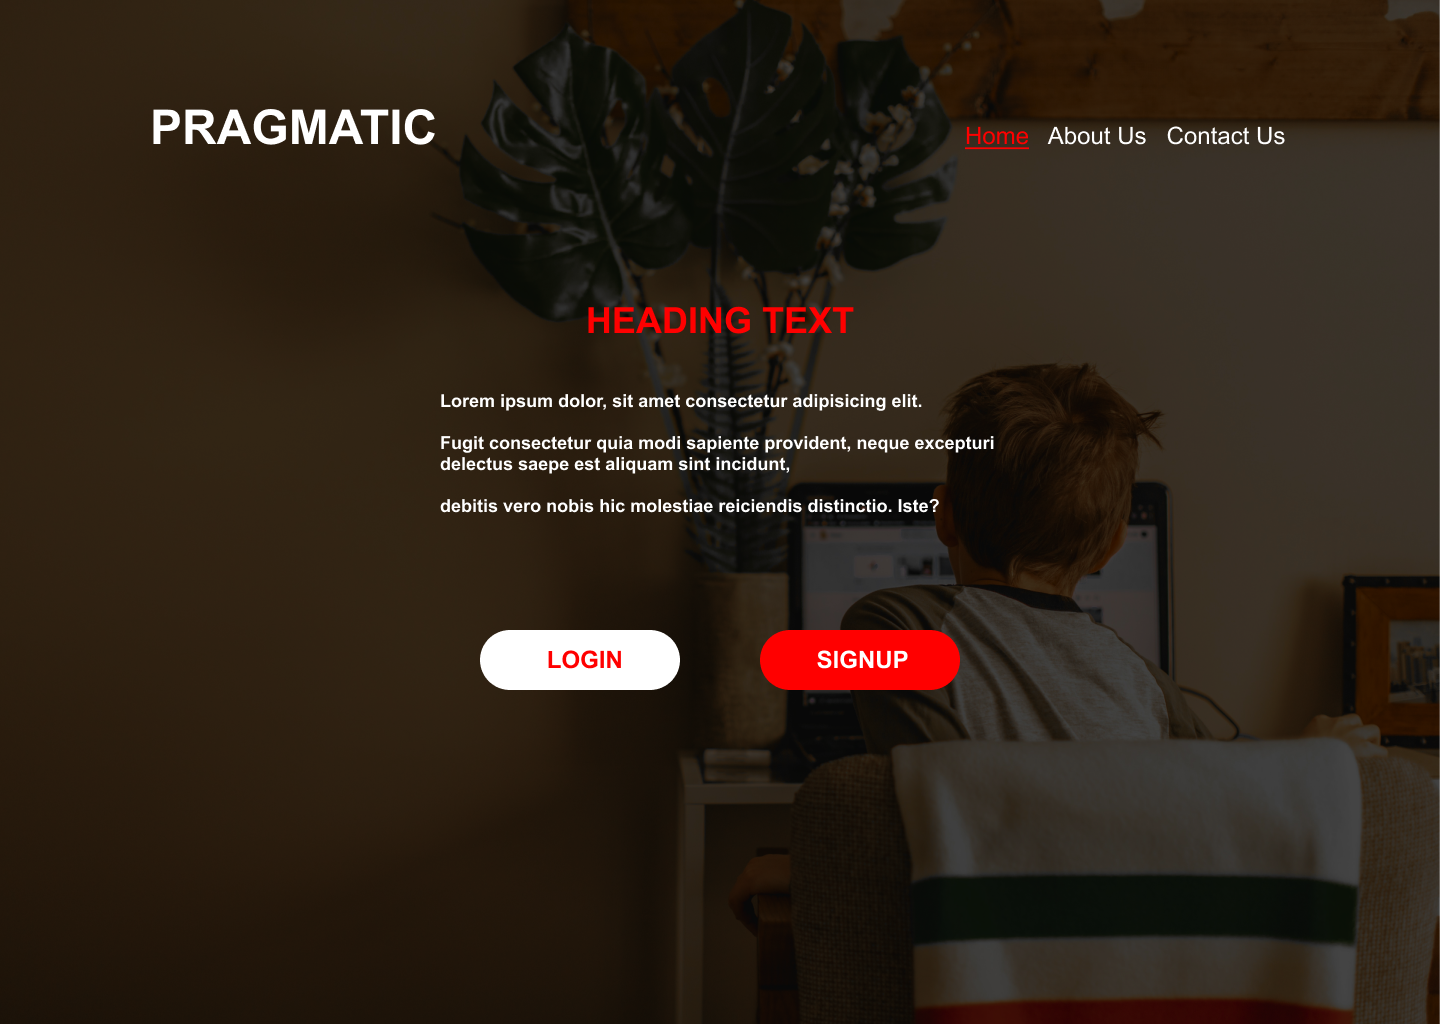 PRAGMATIC
Home About Us Contact Us
HEADING TEXT
Lorem ipsum dolor, sit amet consectetur adipisicing elit.
Fugit consectetur quia modi sapiente provident, neque excepturi
delectus saepe est aliquam sint incidunt,
debitis vero nobis hic molestiae reiciendis distinctio. Iste?
LOGIN
SIGNUP